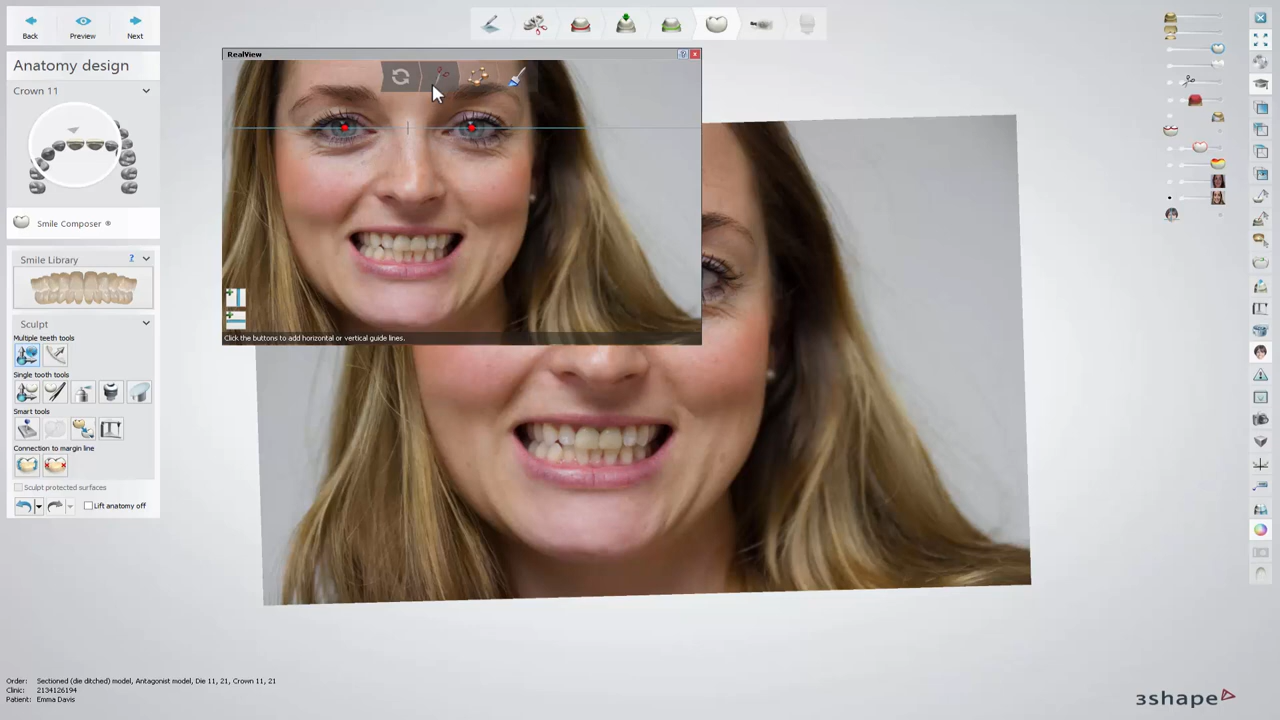 Back
Preview
Next
Anatomy design
Crown 11
Smile Composer ®
Smile Library
?
Sculpt
Multiple teeth tools
Single tooth tools
Smart tools
Connection to margin line
Sculpt protected surfaces
Lift anatomy off
RealView
Click the buttons to add horizontal or vertical guide lines.
Order: Sectioned (die ditched) model, Antagonist model, Die 11, 21, Crown 11, 21
Clinic: 2134126194
Patient: Emma Davis
3shape